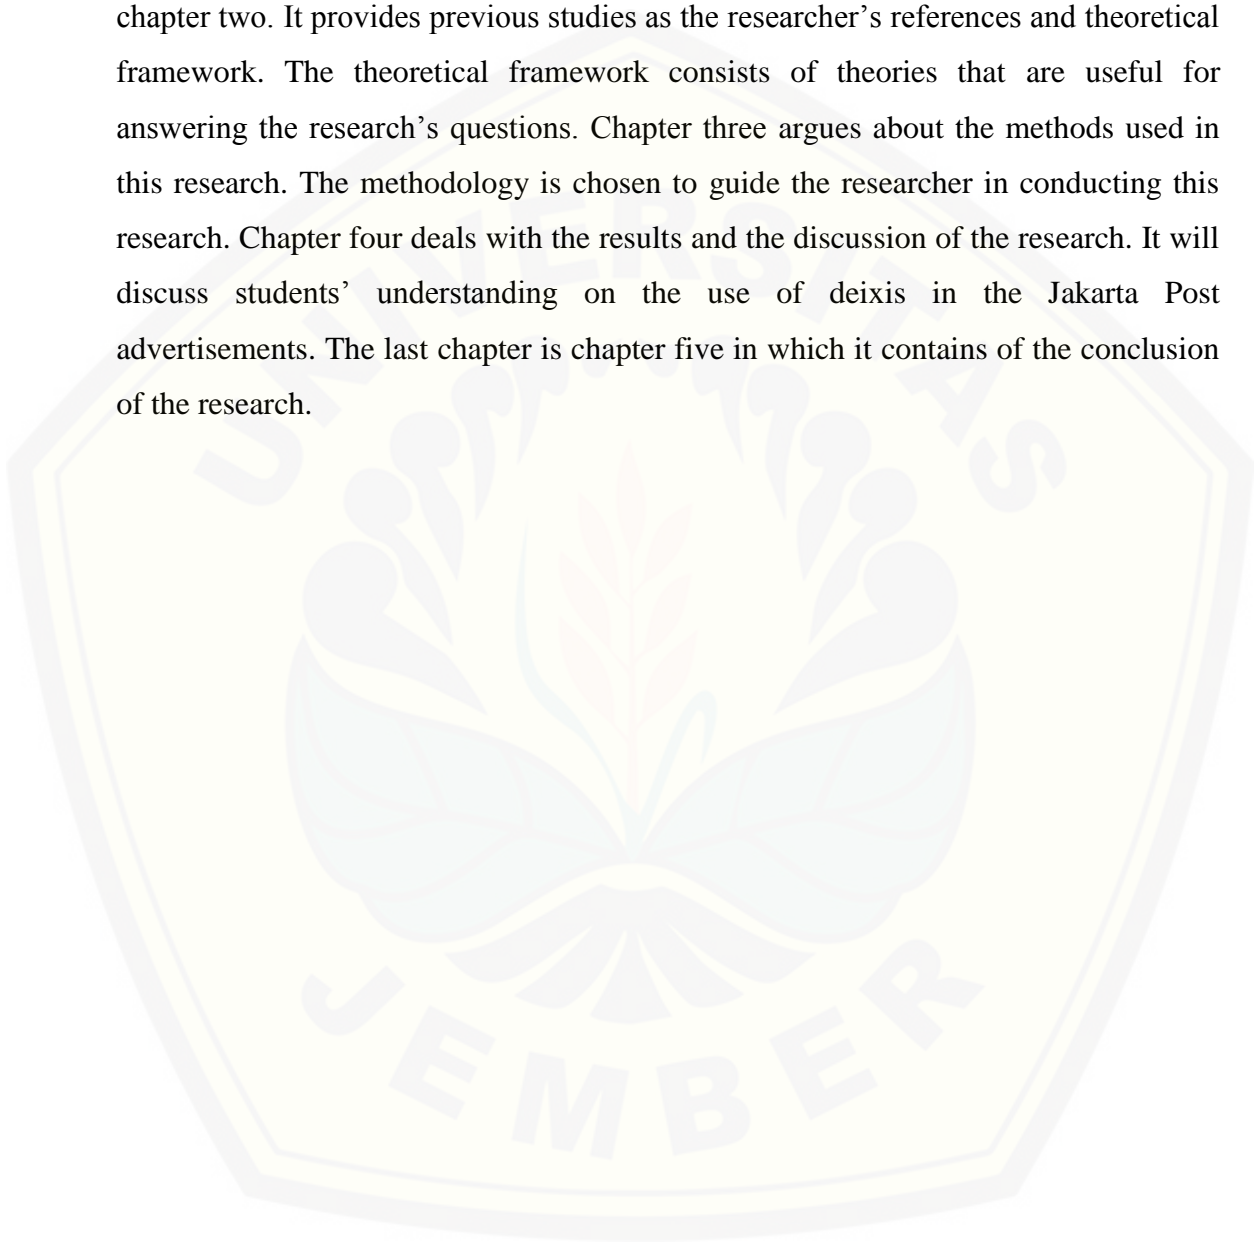 chapter two. It provides previous studies as the researcher’s references and theoretical
framework. The theoretical framework consists of theories that are useful for
answering the research’s questions. Chapter three argues about the methods used in
this research. The methodology is chosen to guide the researcher in conducting this
research. Chapter four deals with the results and the discussion of the research. It will
discuss students’ understanding on the use of deixis in the Jakarta Post
advertisements. The last chapter is chapter five in which it contains of the conclusion
of the research.
UNIVERSITAS
JEMBER